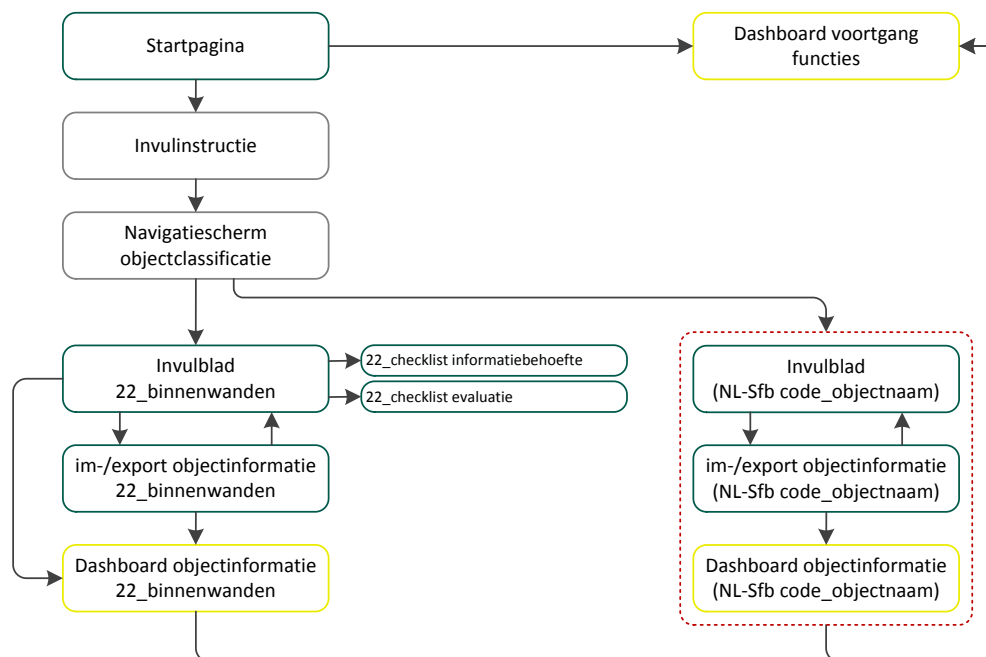 Startpagina
Dashboard voortgang
functies
Invulinstructie
Navigatiescherm
objectclassificatie
Invulblad
22_binnenwanden
22_checklist informatiebehoefte
22_checklist evaluatie
im-/export objectinformatie
22_binnenwanden
Dashboard objectinformatie
22_binnenwanden
Invulblad
(NL-Sfb code_objectnaam)
im-/export objectinformatie
(NL-Sfb code_objectnaam)
Dashboard objectinformatie
(NL-Sfb code_objectnaam)